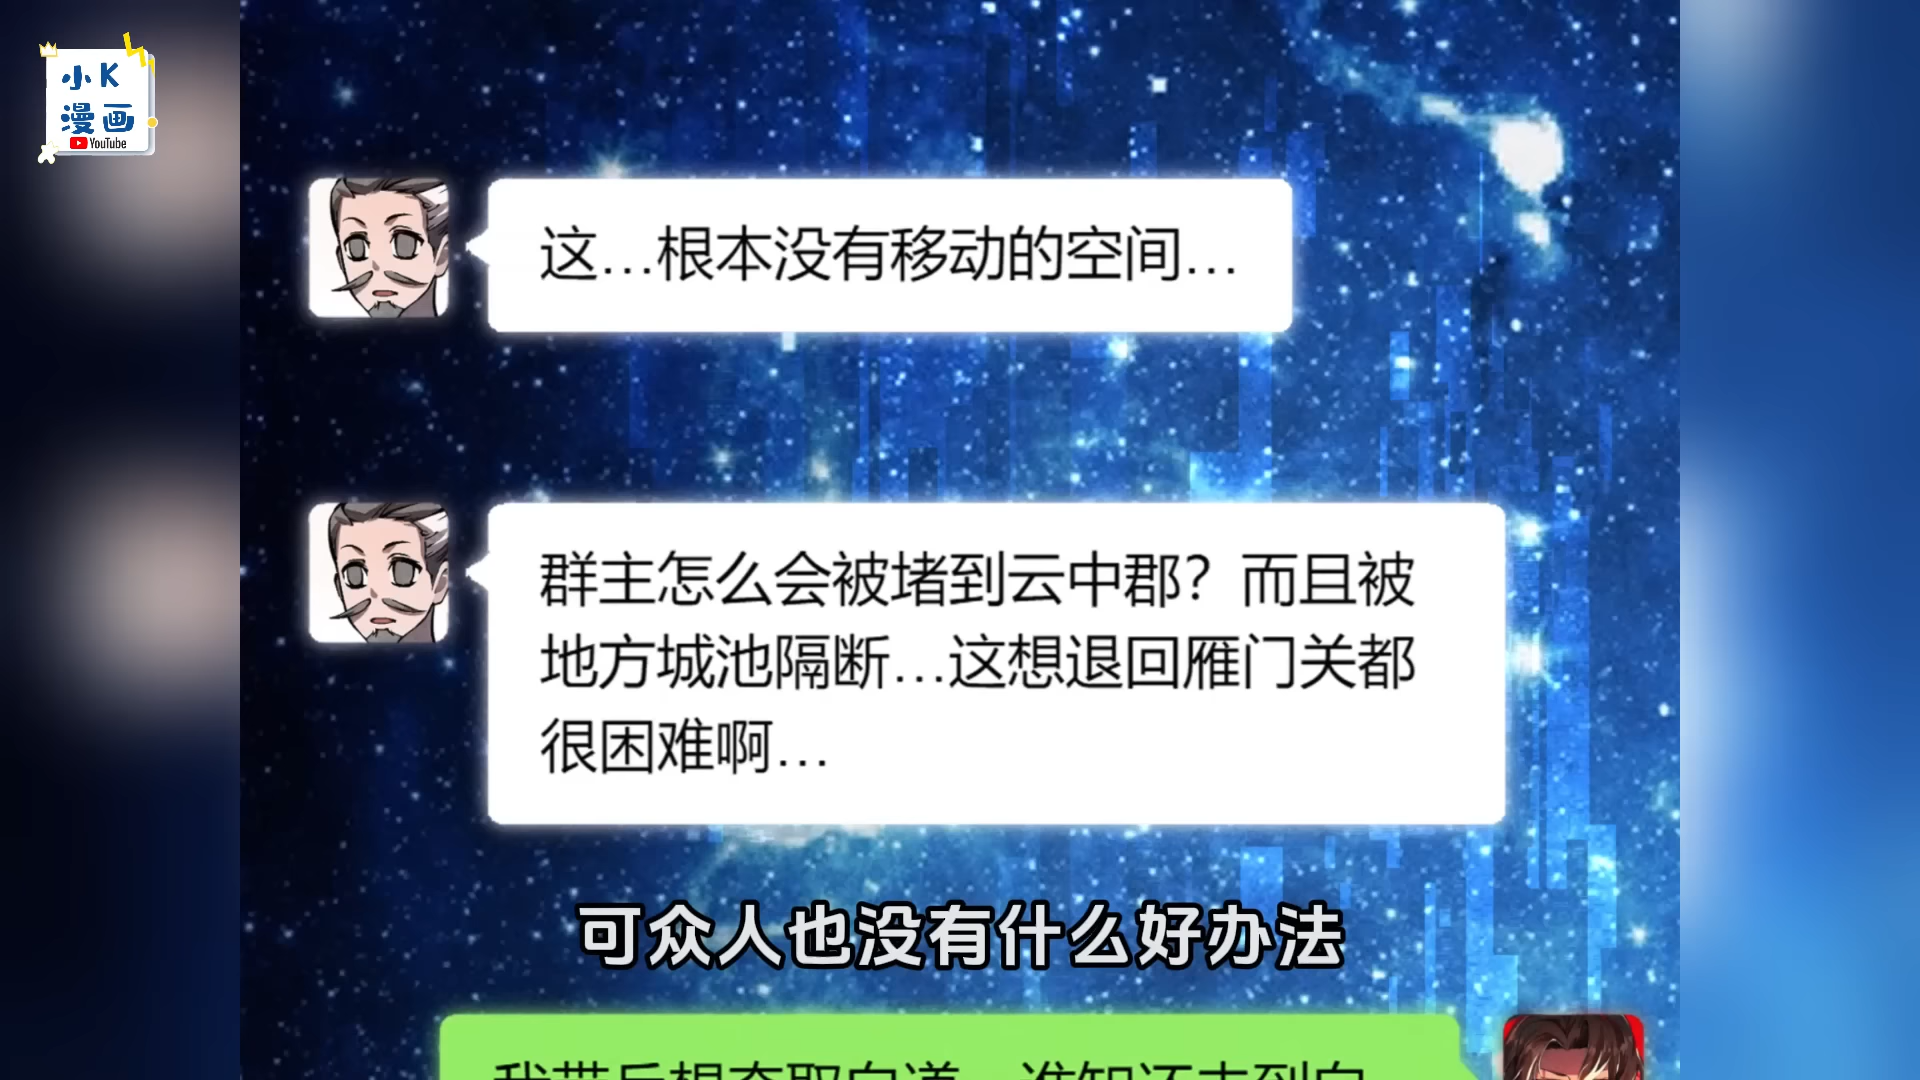 小K
漫画
YouTube
这…根本没有移动的空间…
群主怎么会被堵到云中郡？而且被
地方城池隔断…这想退回雁门关都
很困难啊…
可众人也没有什么好办法